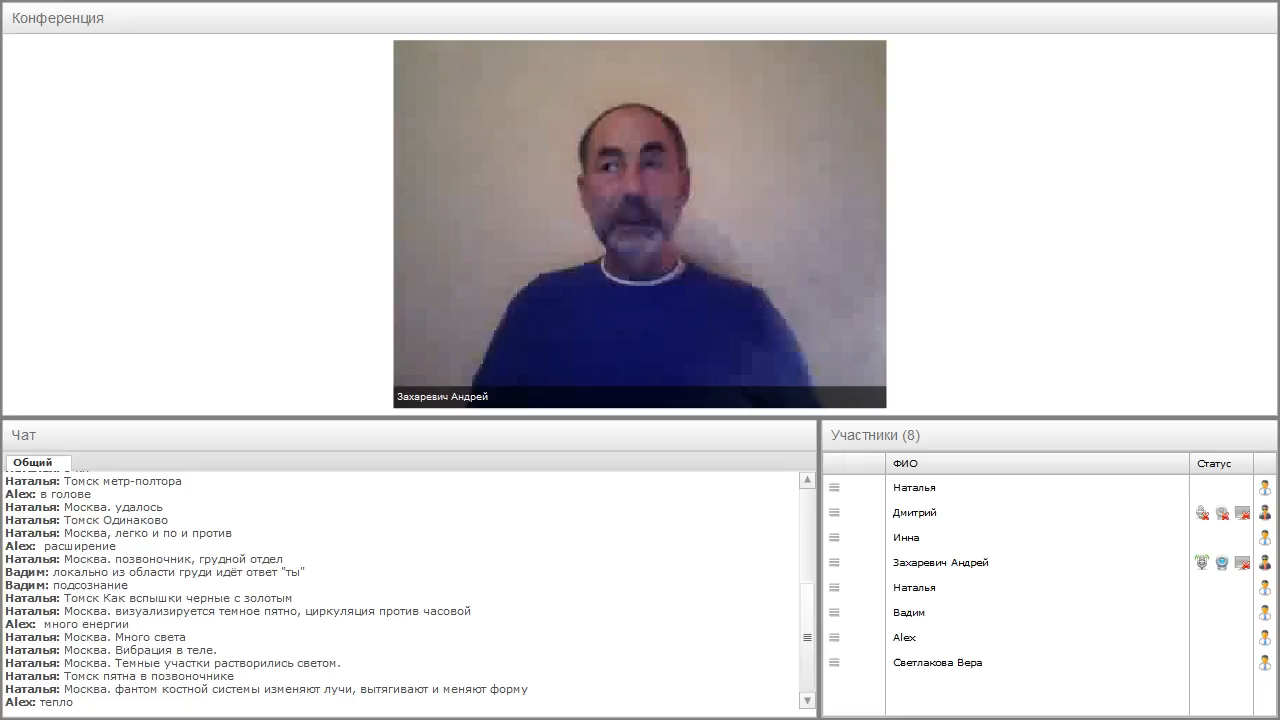 Конференция
Захаревич Андрей
Чат
Общий
Наталья: Томск метр-полтора
Alex: в голове
Наталья: Москва. удалось
Наталья: Томск Одинаково
Наталья: Москва, легко и по и против
Alex: расширение
Наталья: Москва. позвоночник, грудной отдел
Вадим: локально из области груди идёт ответ "ты"
Вадим: подсознание
Наталья: Томск Как вспышки черные с золотым
Наталья: Москва. визуализируется темное пятно, циркуляция против часовой
Alex: много энергии
Наталья: Москва. Много света
Наталья: Москва. Вибрация в теле.
Наталья: Москва. Темные участки растворились светом.
Наталья: Томск пятна в позвоночнике
Наталья: Москва. фантом костной системы изменяют лучи, вытягивают и меняют форму
Alex: тепло
Участники (8)
ФИО Статус
Наталья
Дмитрий
Инна
Захаревич Андрей
Наталья
Вадим
Alex
Светлакова Вера